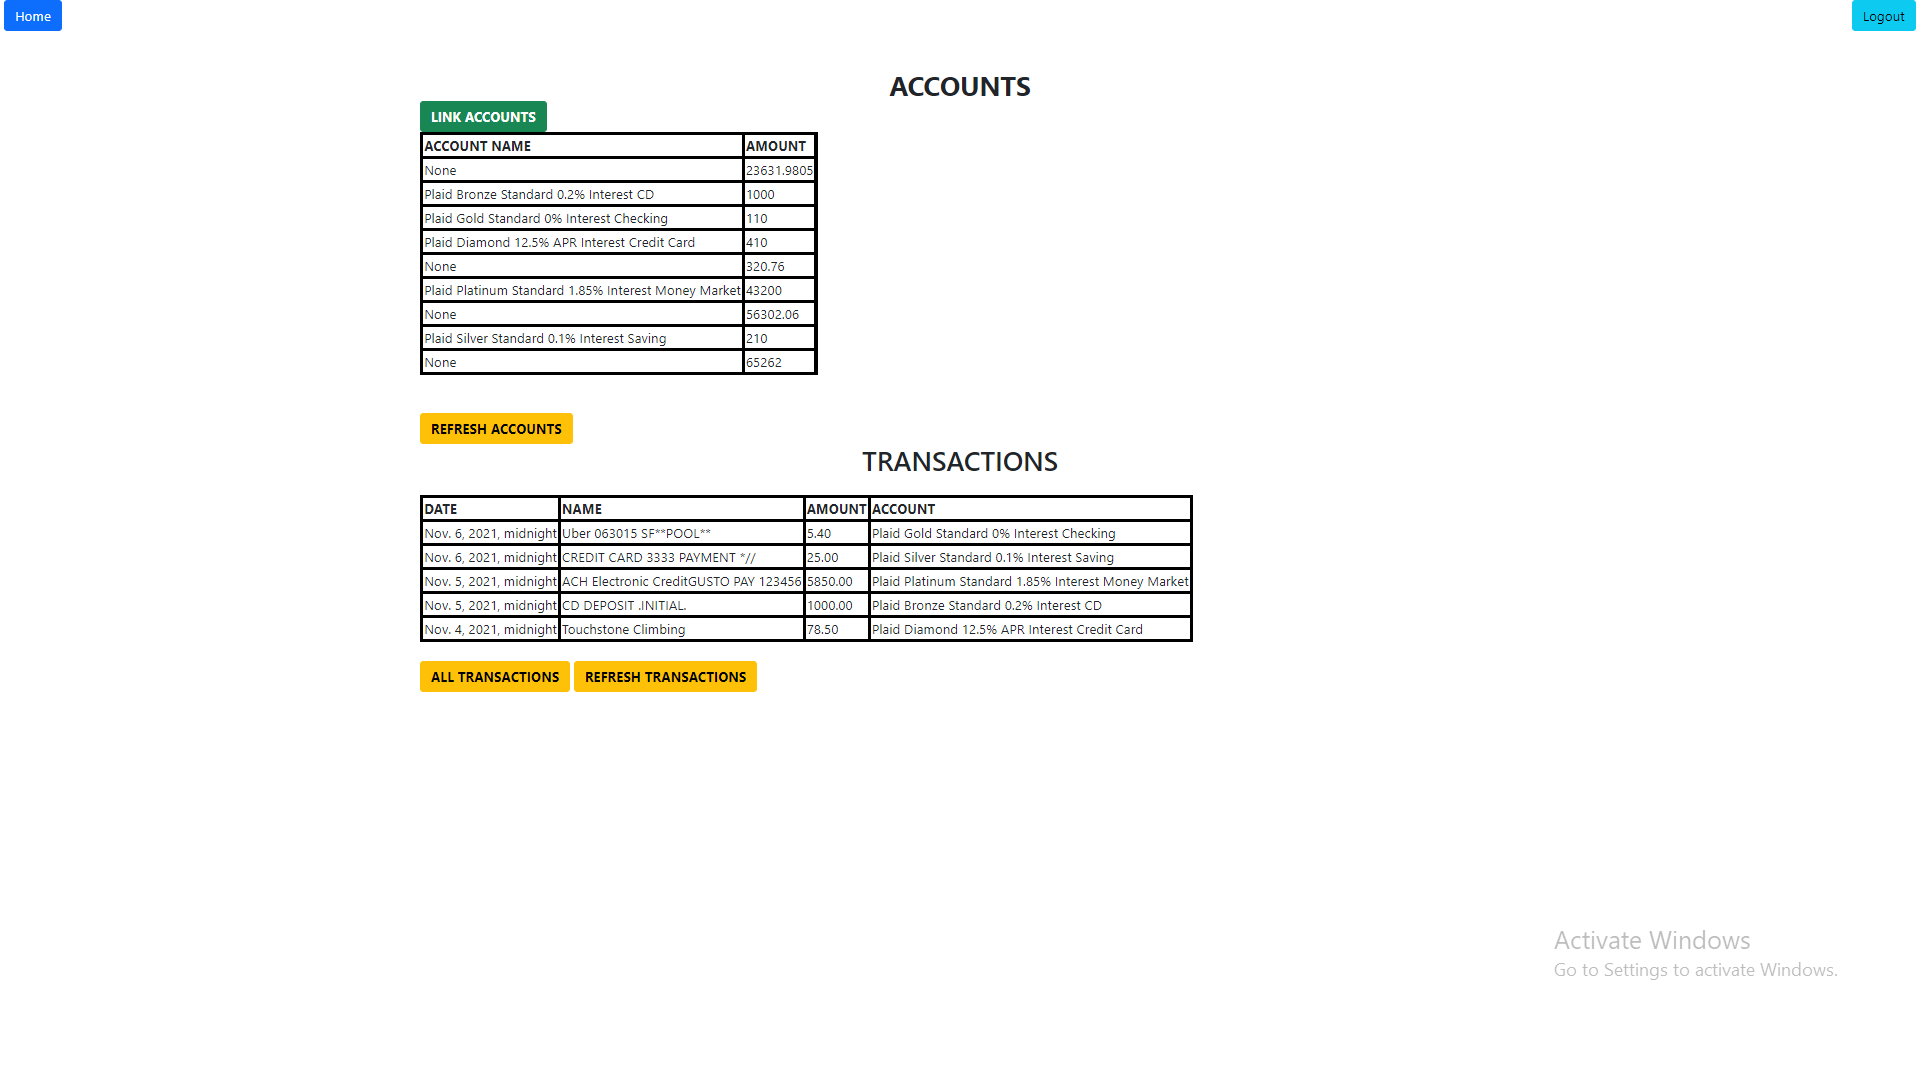 Home Logout
ACCOUNTS
LINK ACCOUNTS
ACCOUNT NAME AMOUNT
None 23631.9805
Plaid Bronze Standard 0.2% Interest CD 1000
Plaid Gold Standard 0% Interest Checking 110
Plaid Diamond 12.5% APR Interest Credit Card 410
None 320.76
Plaid Platinum Standard 1.85% Interest Money Market 43200
None 56302.06
Plaid Silver Standard 0.1% Interest Saving 210
None 65262
REFRESH ACCOUNTS
TRANSACTIONS
DATE NAME AMOUNT ACCOUNT
Nov. 6, 2021, midnight Uber 063015 SF**POOL** 5.40 Plaid Gold Standard 0% Interest Checking
Nov. 6, 2021, midnight CREDIT CARD 3333 PAYMENT *// 25.00 Plaid Silver Standard 0.1% Interest Saving
Nov. 5, 2021, midnight ACH Electronic CreditGUSTO PAY 123456 5850.00 Plaid Platinum Standard 1.85% Interest Money Market
Nov. 5, 2021, midnight CD DEPOSIT .INITIAL. 1000.00 Plaid Bronze Standard 0.2% Interest CD
Nov. 4, 2021, midnight Touchstone Climbing 78.50 Plaid Diamond 12.5% APR Interest Credit Card
ALL TRANSACTIONS REFRESH TRANSACTIONS
Activate Windows
Go to Settings to activate Windows.